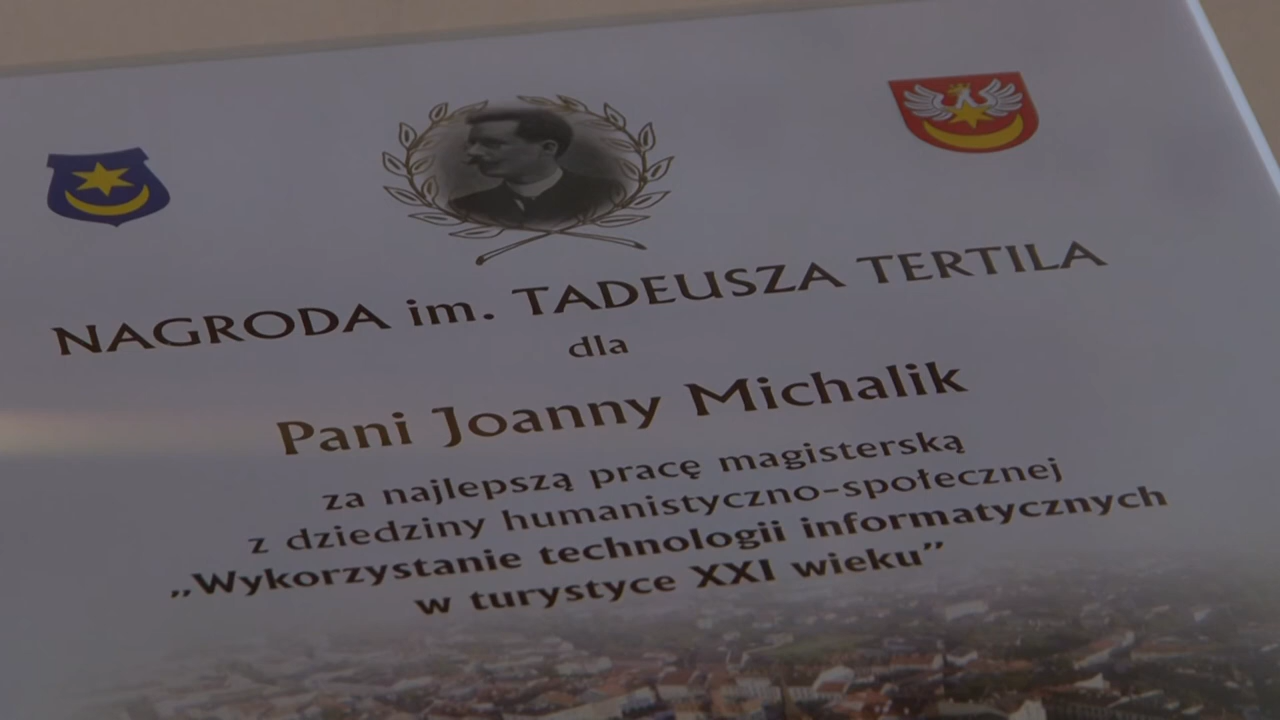 NAGRODA im. TADEUSZA TERTILA
dla
Pani Joanny Michalik
za najlepszą pracę magisterską
z dziedziny humanistyczno-społecznej
„Wykorzystanie technologii informatycznych
w turystyce XXI wieku”